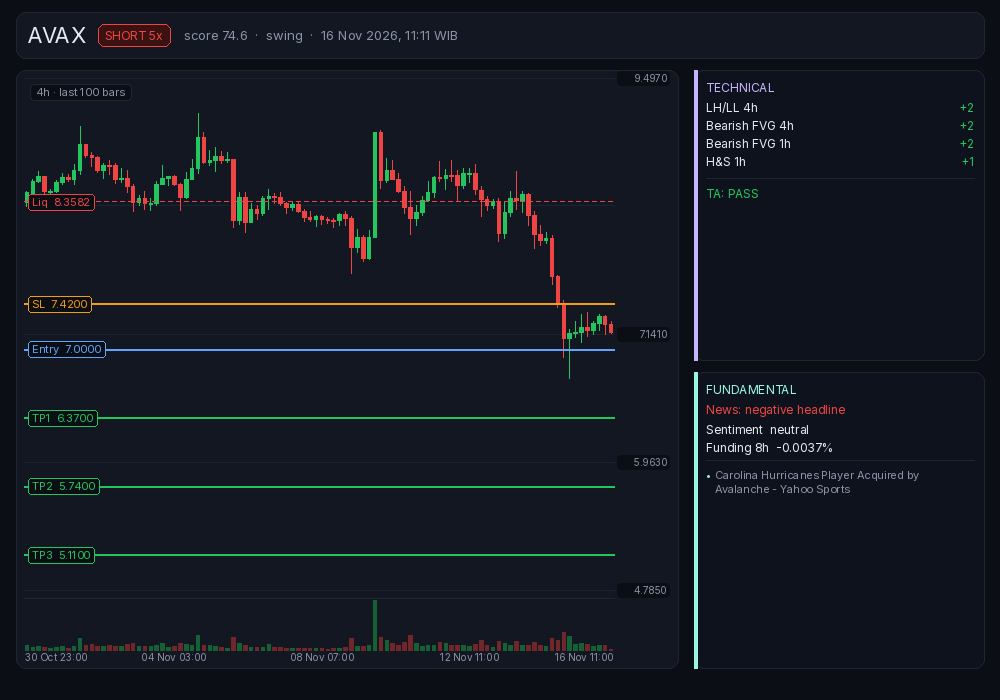 AVAX SHORT 5x score 74.6 · swing · 16 Nov 2026, 11:11 WIB
4h · last 100 bars
9.4970
Liq 8.3582
SL 7.4200
7.1410
Entry 7.0000
TP1 6.3700
5.9630
TP2 5.7400
TP3 5.1100
4.7850
30 Oct 23:00 04 Nov 03:00 08 Nov 07:00 12 Nov 11:00 16 Nov 11:00
TECHNICAL
LH/LL 4h +2
Bearish FVG 4h +2
Bearish FVG 1h +2
H&S 1h +1
TA: PASS
FUNDAMENTAL
News: negative headline
Sentiment neutral
Funding 8h -0.0037%
• Carolina Hurricanes Player Acquired by
Avalanche - Yahoo Sports